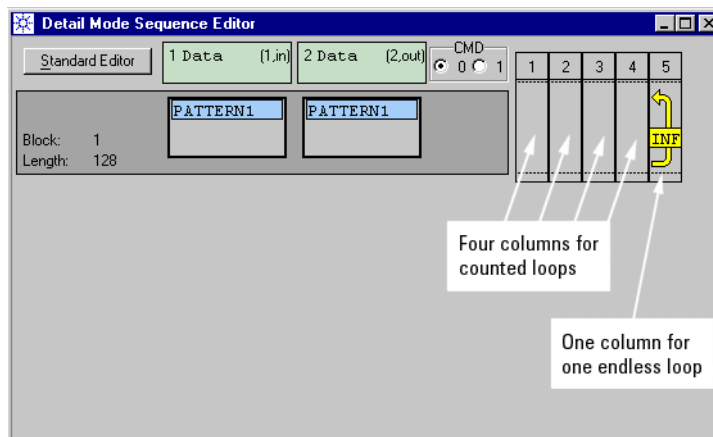 Detail Mode Sequence Editor
Standard Editor
1 Data (1,in)
2 Data (2,out)
CMD
0 1
1 2 3 4 5
PATTERN1
PATTERN1
INF
Block: 1
Length: 128
Four columns for
counted loops
One column for
one endless loop